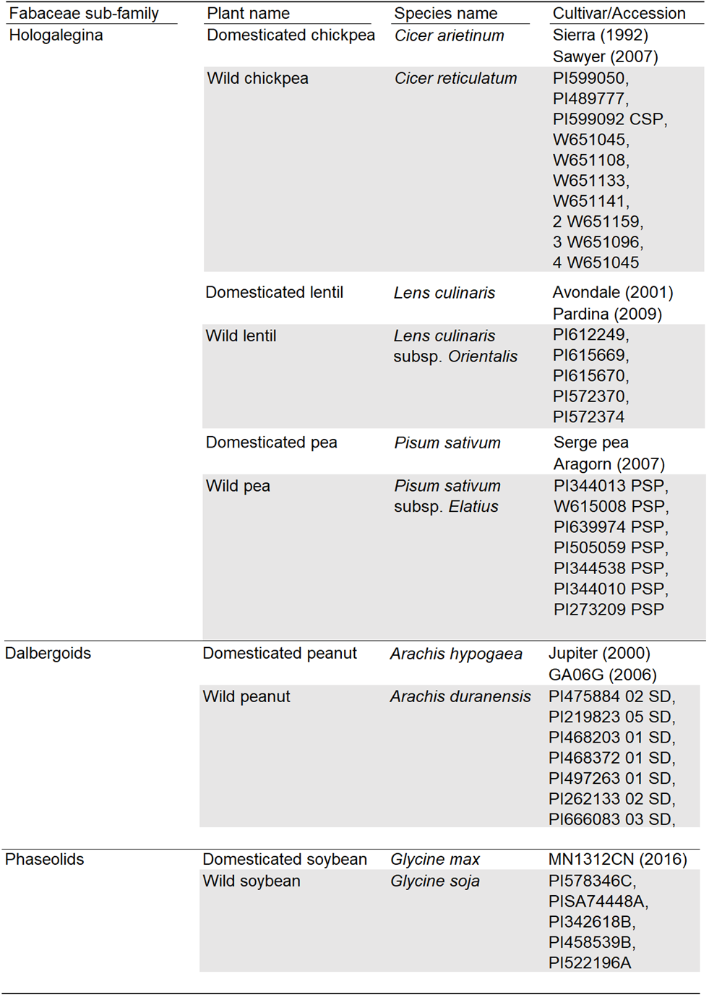 Fabaceae sub-family Plant name Species name Cultivar/Accession
Hologalegina Domesticated chickpea Cicer arietinum Sierra (1992)
Sawyer (2007)
Wild chickpea Cicer reticulatum PI599050,
PI489777,
PI599092 CSP,
W651045,
W651108,
W651133,
W651141,
2 W651159,
3 W651096,
4 W651045
Domesticated lentil Lens culinaris Avondale (2001)
Pardina (2009)
Wild lentil Lens culinaris PI612249,
subsp. Orientalis PI615669,
PI615670,
PI572370,
PI572374
Domesticated pea Pisum sativum Serge pea
Aragorn (2007)
Wild pea Pisum sativum PI344013 PSP,
subsp. Elatius W615008 PSP,
PI639974 PSP,
PI505059 PSP,
PI344538 PSP,
PI344010 PSP,
PI273209 PSP
Dalbergoids Domesticated peanut Arachis hypogaea Jupiter (2000)
GA06G (2006)
Wild peanut Arachis duranensis PI475884 02 SD,
PI219823 05 SD,
PI468203 01 SD,
PI468372 01 SD,
PI497263 01 SD,
PI262133 02 SD,
PI666083 03 SD,
Phaseolids Domesticated soybean Glycine max MN1312CN (2016)
Wild soybean Glycine soja PI578346C,
PISA74448A,
PI342618B,
PI458539B,
PI522196A